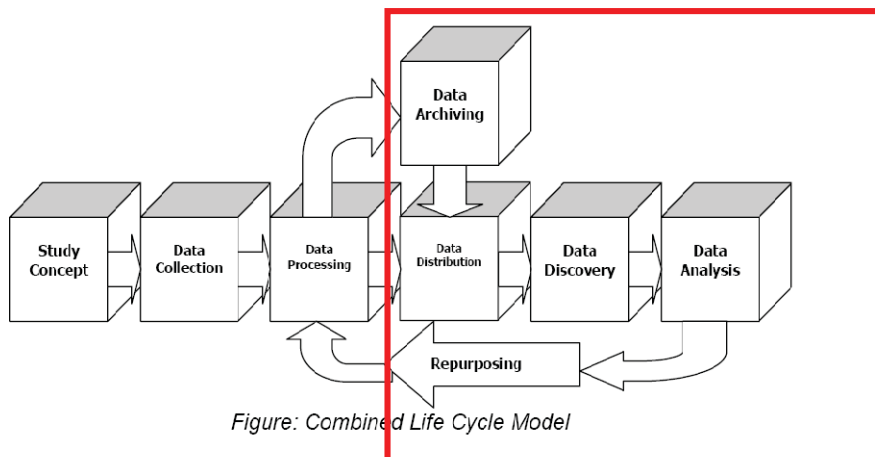 Data
Archiving
Study
Concept
Data
Collection
Data
Processing
Data
Distribution
Data
Discovery
Data
Analysis
Repurposing
Figure: Combined Life Cycle Model